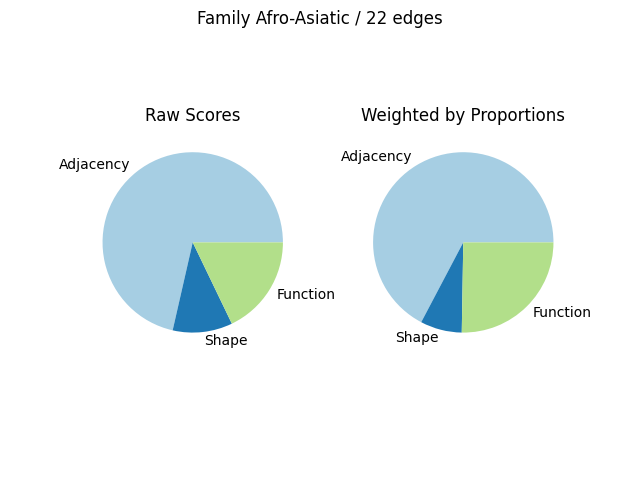 Family Afro-Asiatic / 22 edges
Raw Scores
Weighted by Proportions
Adjacency
Shape
Function
Adjacency
Shape
Function